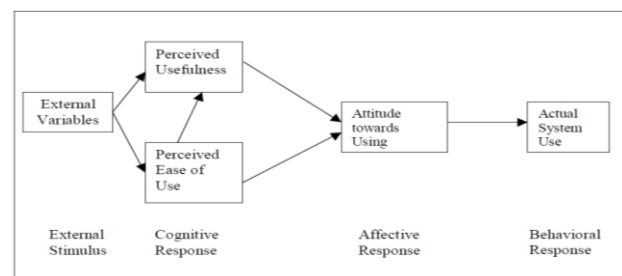 Perceived
Usefulness
External
Variables
Perceived
Ease of
Use
Attitude
towards
Using
Actual
System
Use
External
Stimulus
Cognitive
Response
Affective
Response
Behavioral
Response